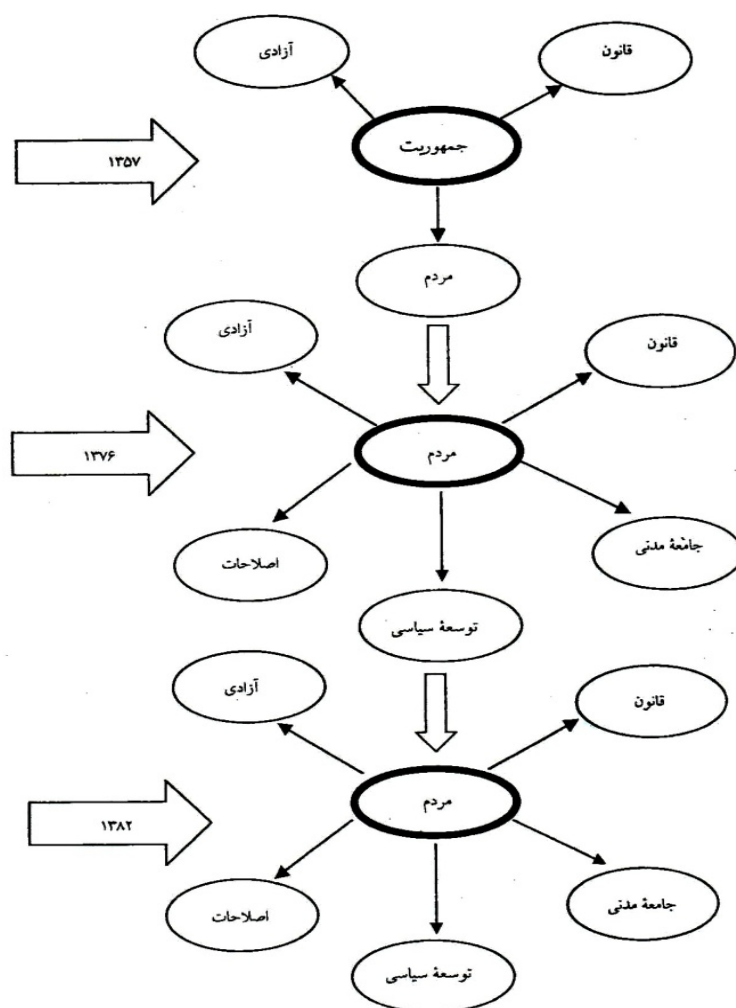 آزادی
قانون
۱۳۵۷
جمهوریت
مردم
آزادی
قانون
۱۳۷۶
مردم
اصلاحات
جامعهٔ مدنی
توسعهٔ سیاسی
آزادی
قانون
۱۳۸۲
مردم
اصلاحات
جامعهٔ مدنی
توسعهٔ سیاسی